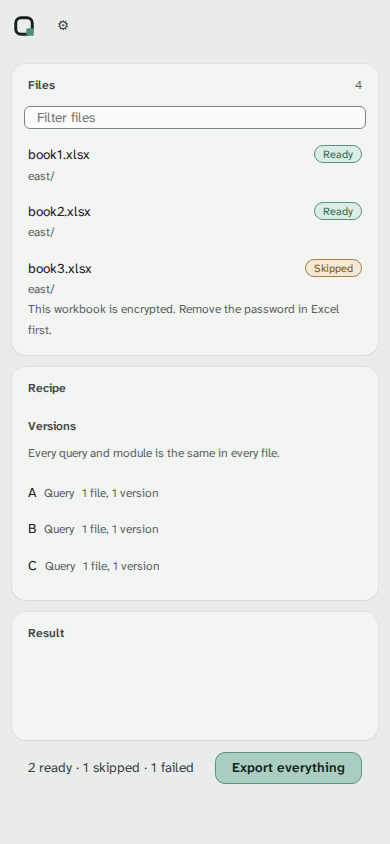 Files 4
Filter files
book1.xlsx Ready
east/
book2.xlsx Ready
east/
book3.xlsx Skipped
east/
This workbook is encrypted. Remove the password in Excel
first.
Recipe
Versions
Every query and module is the same in every file.
A Query 1 file, 1 version
B Query 1 file, 1 version
C Query 1 file, 1 version
Result
2 ready · 1 skipped · 1 failed Export everything